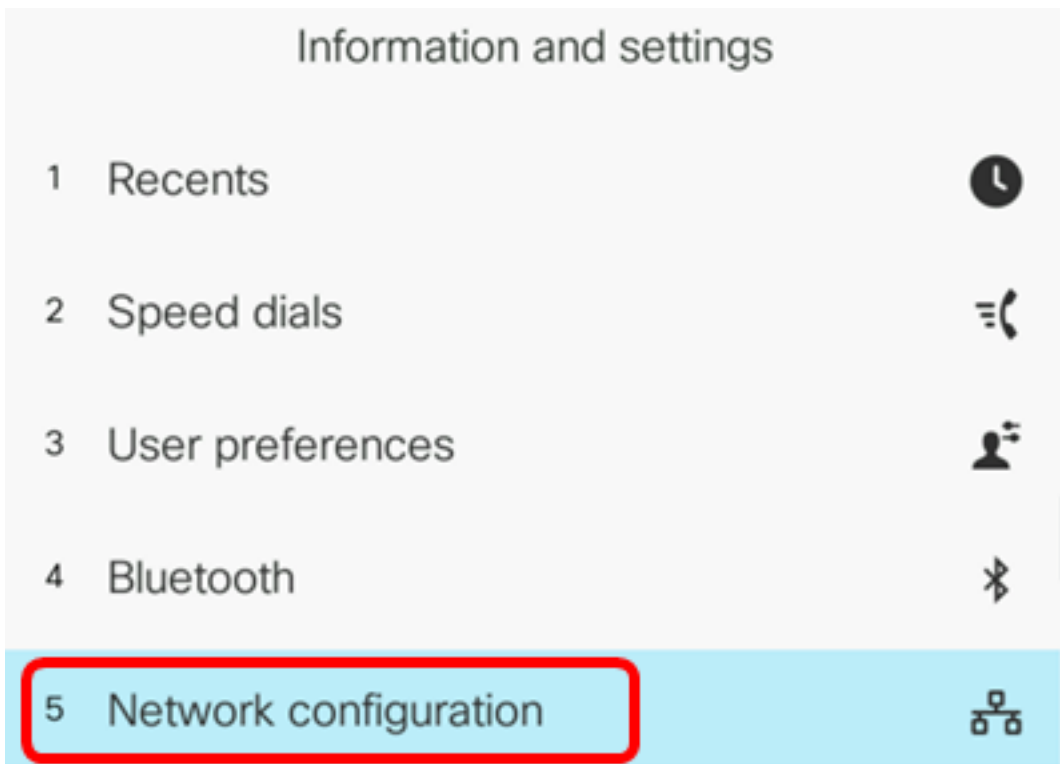 Information and settings
1 Recents
2 Speed dials
3 User preferences
4 Bluetooth
5 Network configuration